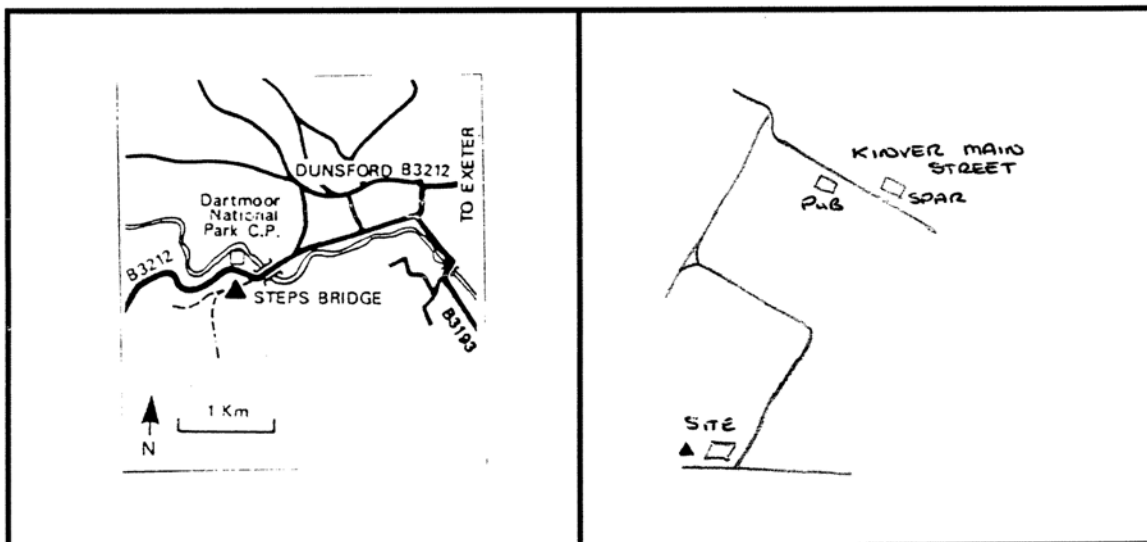 TO EXETER
DUNSFORD B3212
Dartmoor
National
Park C.P.
B3212
STEPS BRIDGE
B3193
1 Km
N
KINVER MAIN
STREET
PUB
SPAR
SITE